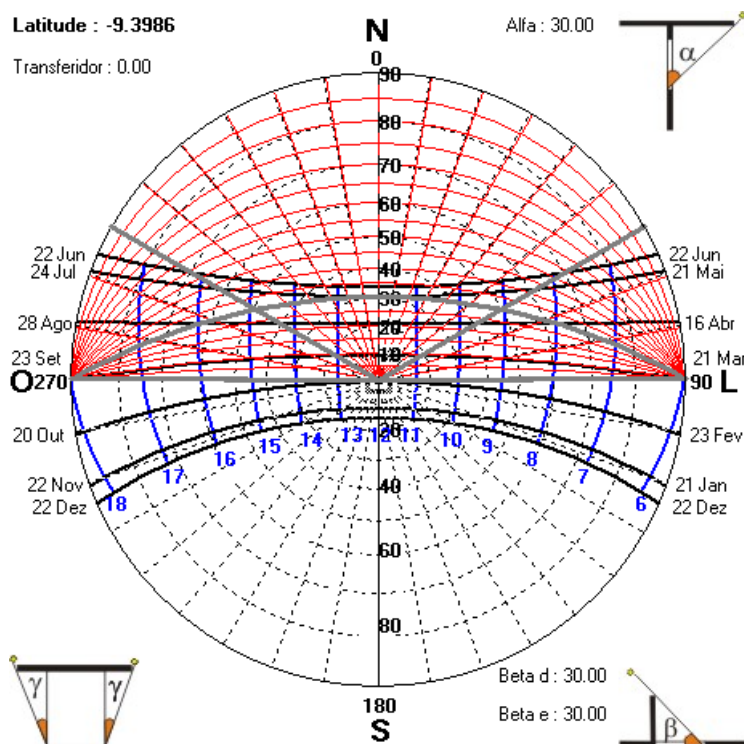 Latitude : -9.3986
N
Alfa : 30.00
α
Transferidor : 0.00
0
90
80
70
60
50
40
30
20
10
22 Jun
24 Jul
28 Ago
23 Set
O 270
20 Out
22 Nov
22 Dez
22 Jun
21 Mai
16 Abr
21 Mar
90 L
23 Fev
21 Jan
22 Dez
18
17
16
15
14
13
12
11
10
9
8
7
6
20
40
60
80
180
S
γ
γ
Beta d : 30.00
Beta e : 30.00
β